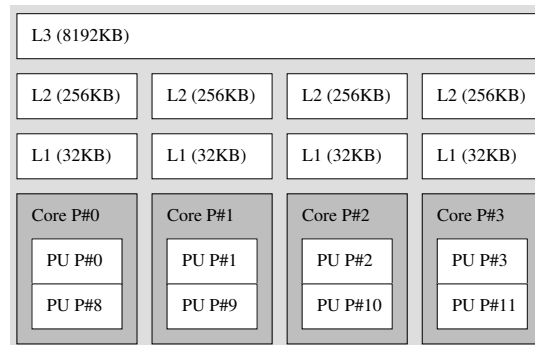 L3 (8192KB)
L2 (256KB) L2 (256KB) L2 (256KB) L2 (256KB)
L1 (32KB) L1 (32KB) L1 (32KB) L1 (32KB)
Core P#0 Core P#1 Core P#2 Core P#3
PU P#0 PU P#1 PU P#2 PU P#3
PU P#8 PU P#9 PU P#10 PU P#11